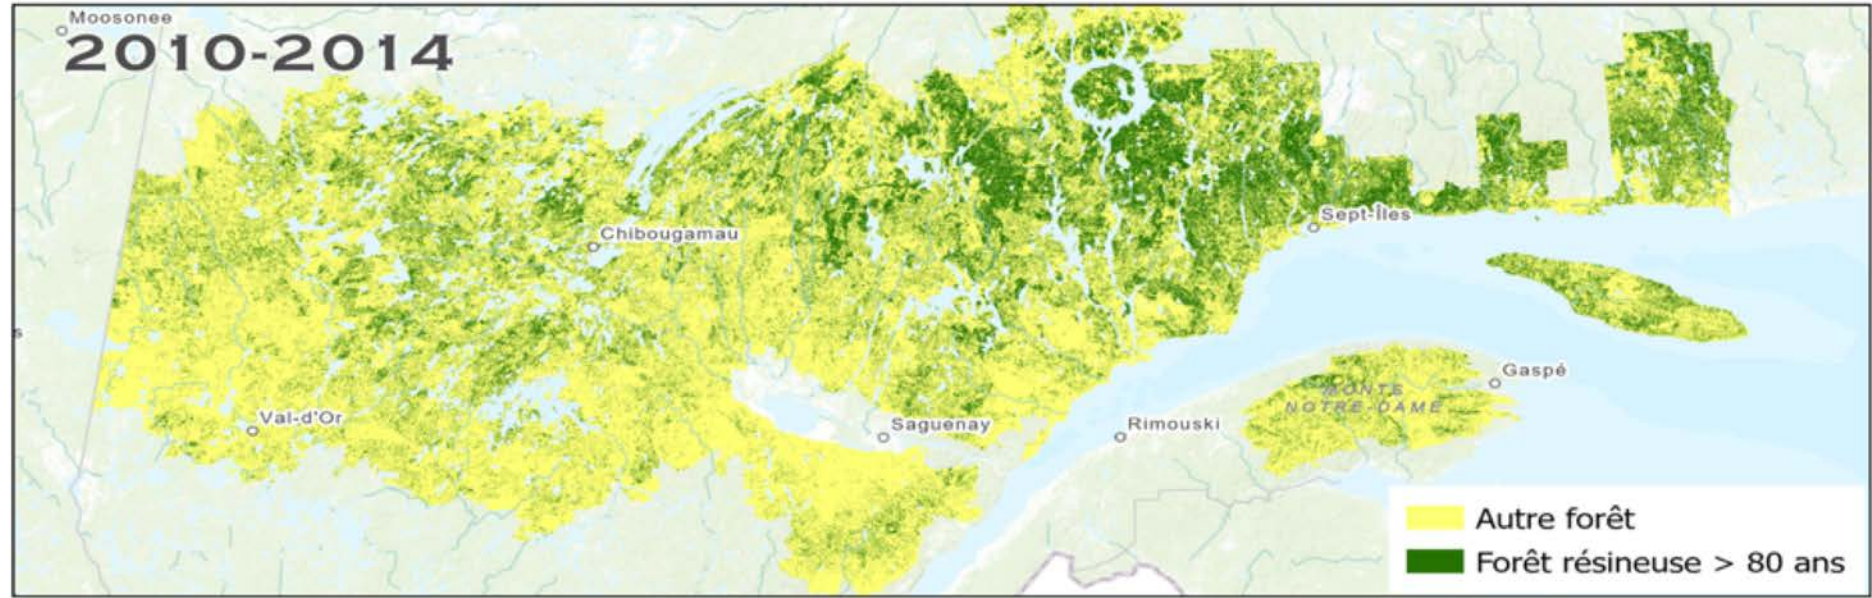 Moosonee
2010-2014
Sept-Îles
Chibougamau
s
Gaspé
MONTS
NOTRE-DAME
Val-d'Or
Saguenay
Rimouski
Autre forêt
Forêt résineuse > 80 ans